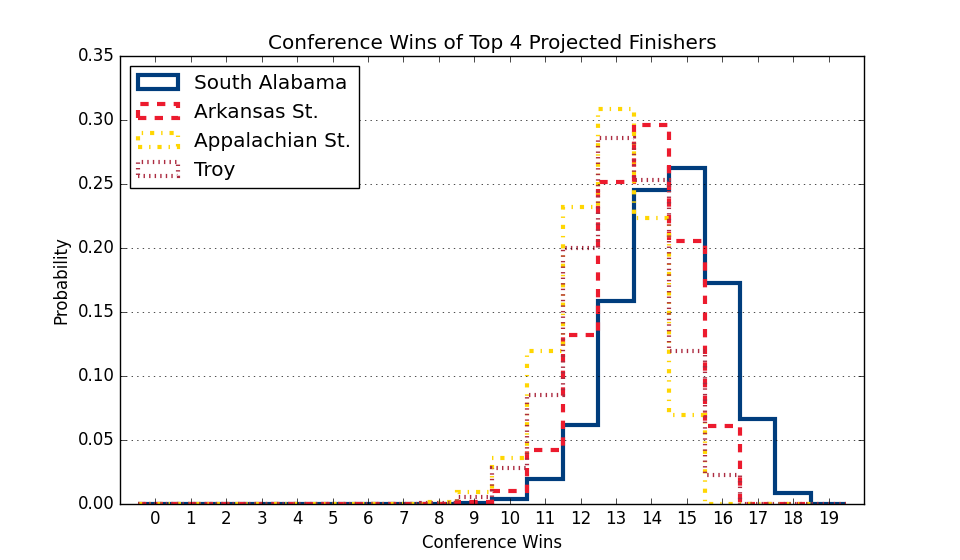 Conference Wins of Top 4 Projected Finishers
0.35
0.30
0.25
0.20
0.15
0.10
0.05
0.00
Probability
South Alabama
Arkansas St.
Appalachian St.
Troy
0 1 2 3 4 5 6 7 8 9 10 11 12 13 14 15 16 17 18 19
Conference Wins